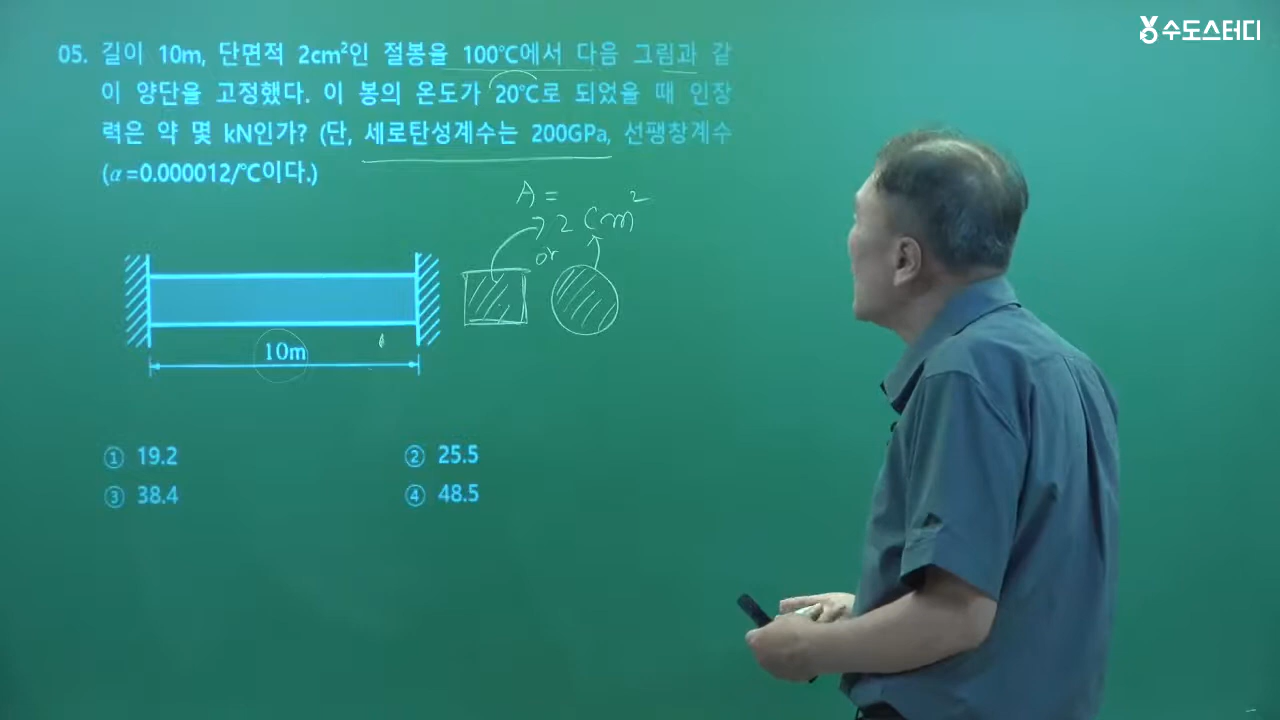 수도스터디
05. 길이 10m, 단면적 2cm²인 절봉을 100℃에서 다음 그림과 같
이 양단을 고정했다. 이 봉의 온도가 20℃로 되었을 때 인장
력은 약 몇 kN인가? (단, 세로탄성계수는 200GPa, 선팽창계수
(α=0.000012/℃이다.)
A =
2 cm²
or
10m
① 19.2
② 25.5
③ 38.4
④ 48.5